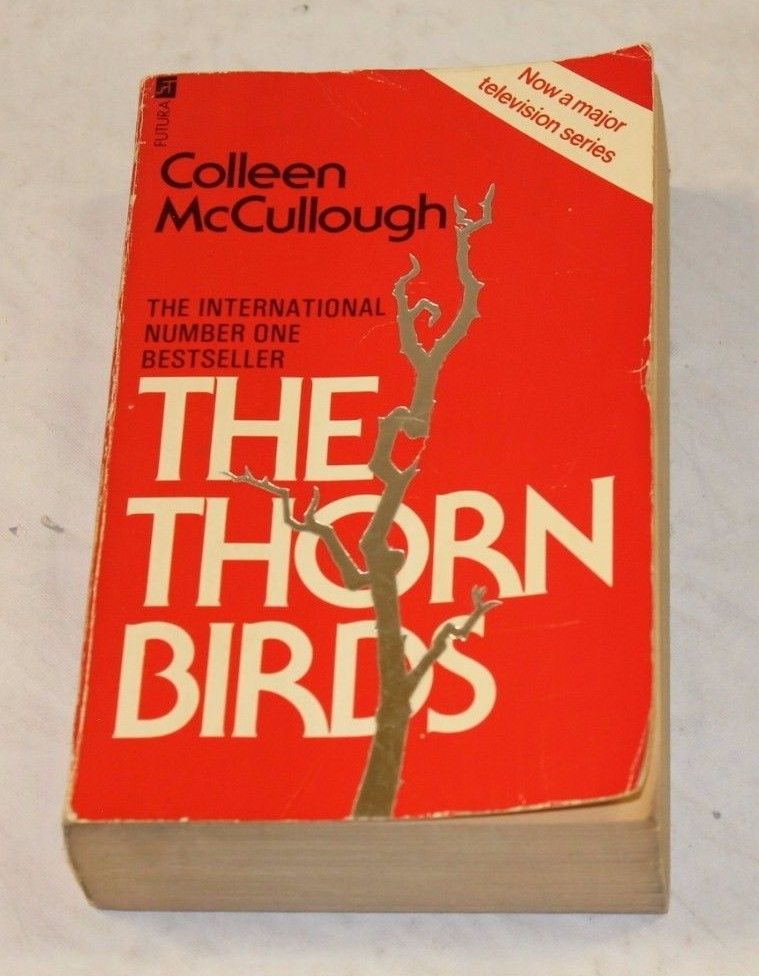 FUTURA
Now a major
television series
Colleen
McCullough
THE INTERNATIONAL
NUMBER ONE
BESTSELLER
THE
THORN
BIRDS